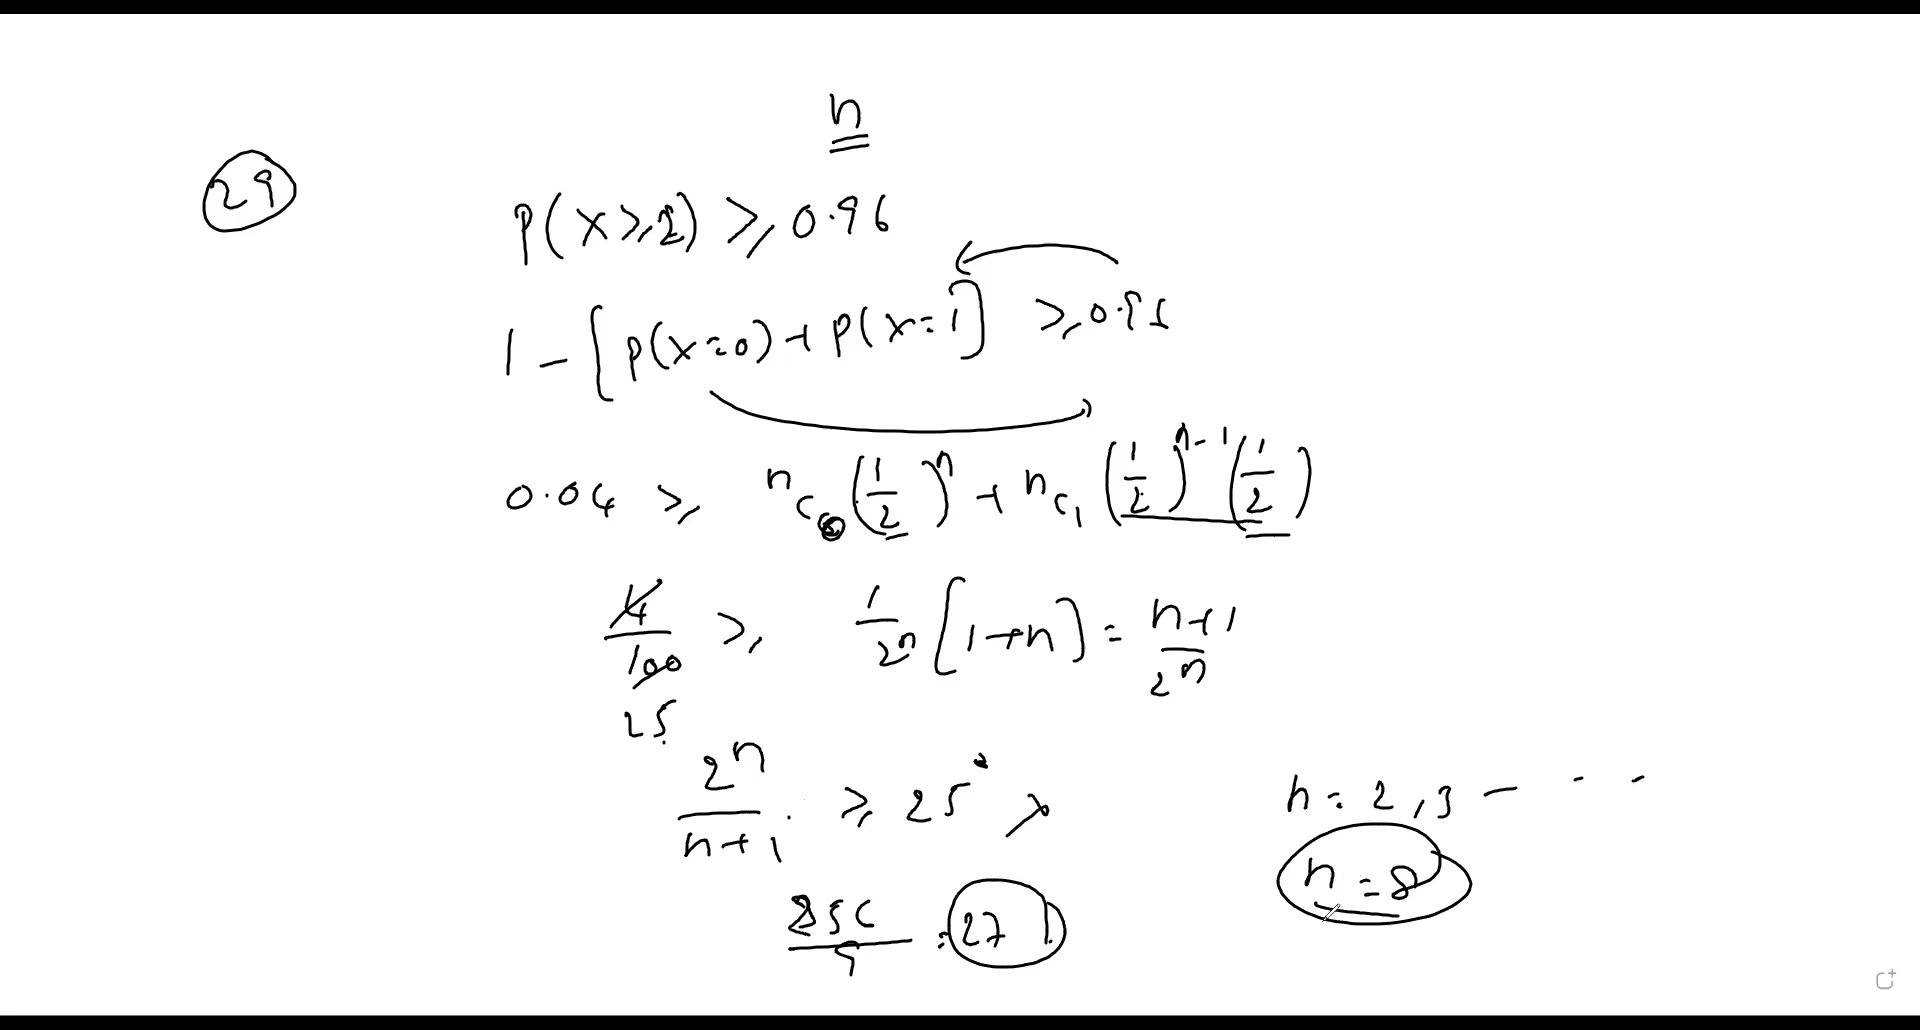 n
29
P(x≥2) ≥ 0.96
1 - [P(x=0) + P(x=1] ≥ 0.96
0.04 ≥ nC0 (1/2)^n + nC1 (1/2)^n-1 (1/2)
4/100 ≥ 1/2^n [1+n] = n+1/2^n
25
2^n/n+1 ≥ 25
n = 2, 3 - - -
n = 8
256/9 = 27